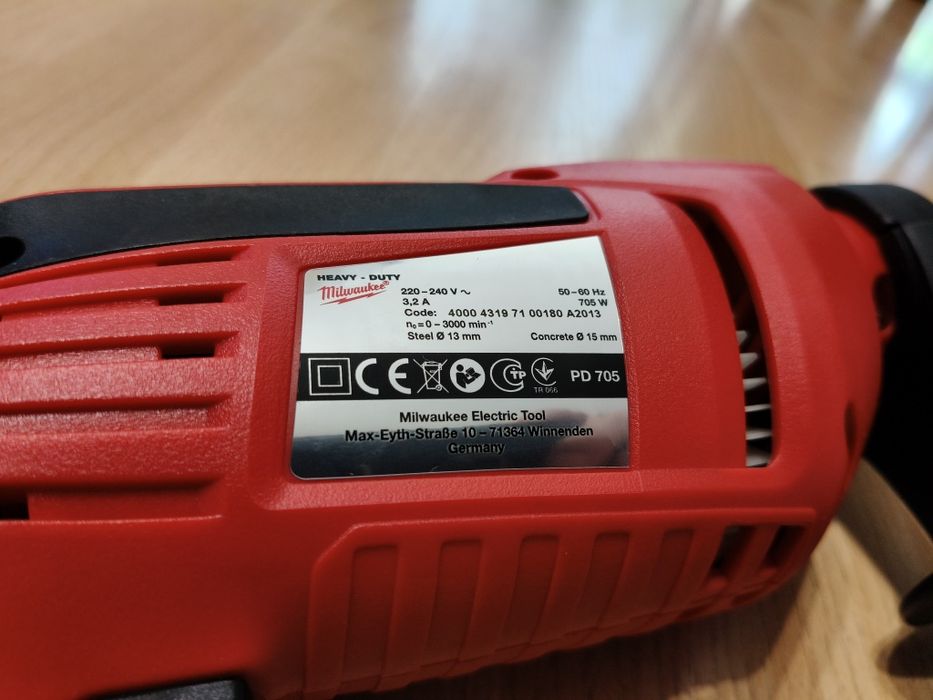 HEAVY - DUTY
Milwaukee®
220–240 V ~ 50–60 Hz
3,2 A 705 W
Code: 4000 4319 71 00180 A2013
n₀=0–3000 min⁻¹
Steel Ø 13 mm Concrete Ø 15 mm
CE TP PD 705
TR 066
Milwaukee Electric Tool
Max-Eyth-Straße 10 – 71364 Winnenden
Germany